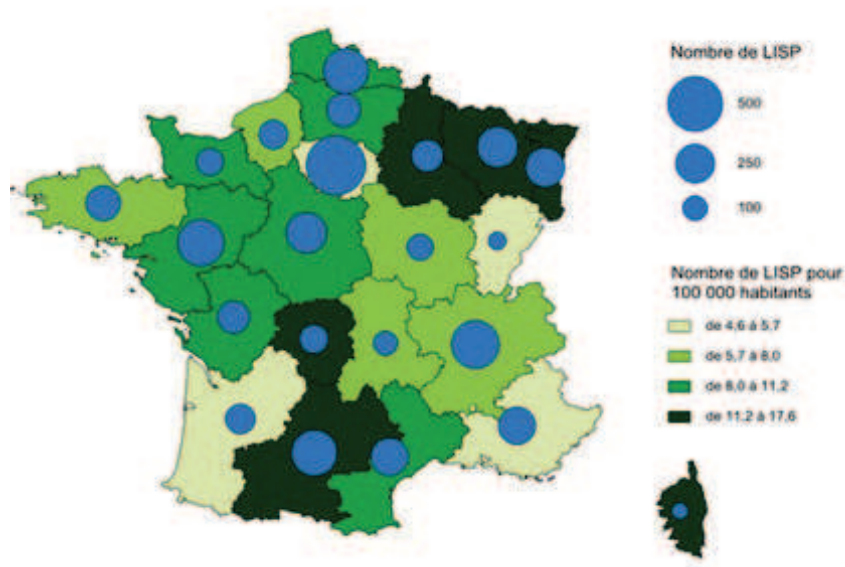 Nombre de LISP
500
250
100
Nombre de LISP pour
100 000 habitants
de 4,6 à 5,7
de 5,7 à 8,0
de 8,0 à 11,2
de 11,2 à 17,6